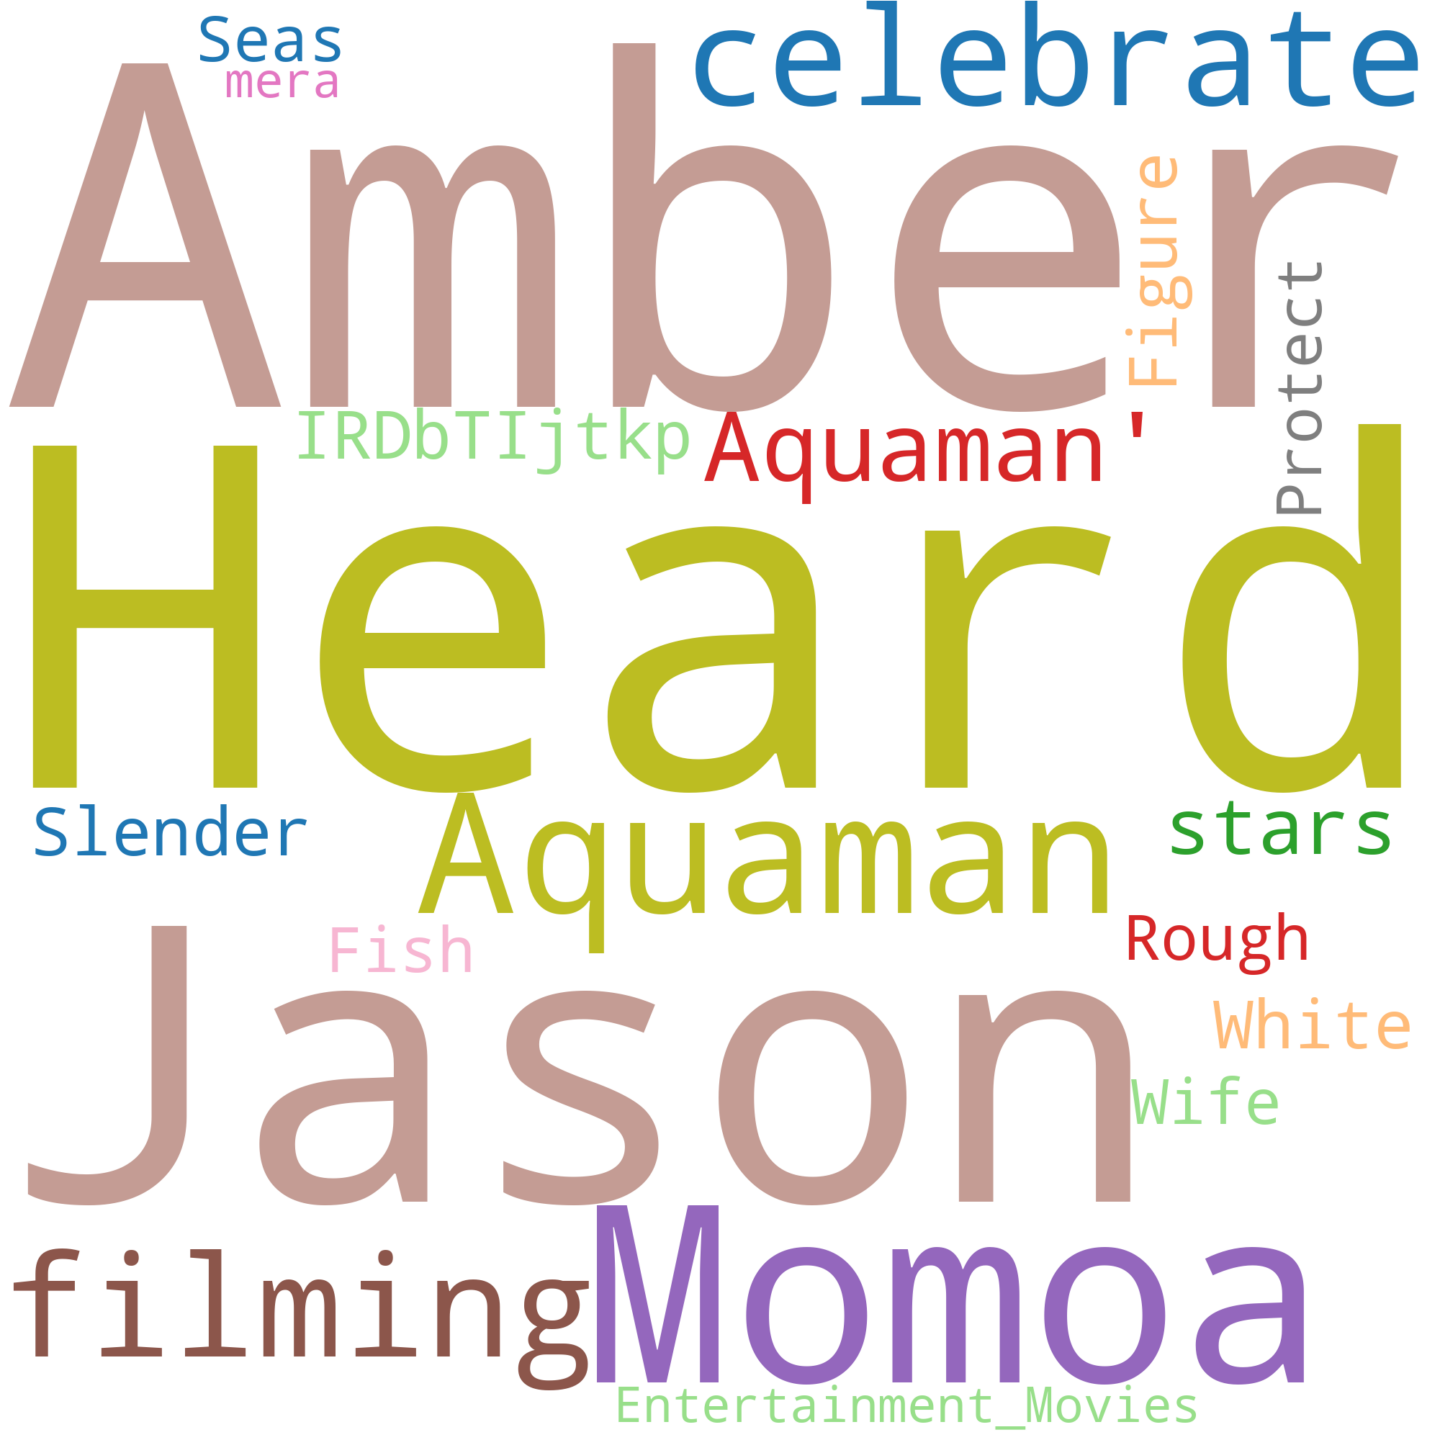 Seas
celebrate
mera
Amber
Figure
Protect
IRDbTIjtkp
Aquaman'
Heard
Slender
Aquaman
stars
Fish
Rough
Jason
White
Wife
filming
Momoa
Entertainment_Movies